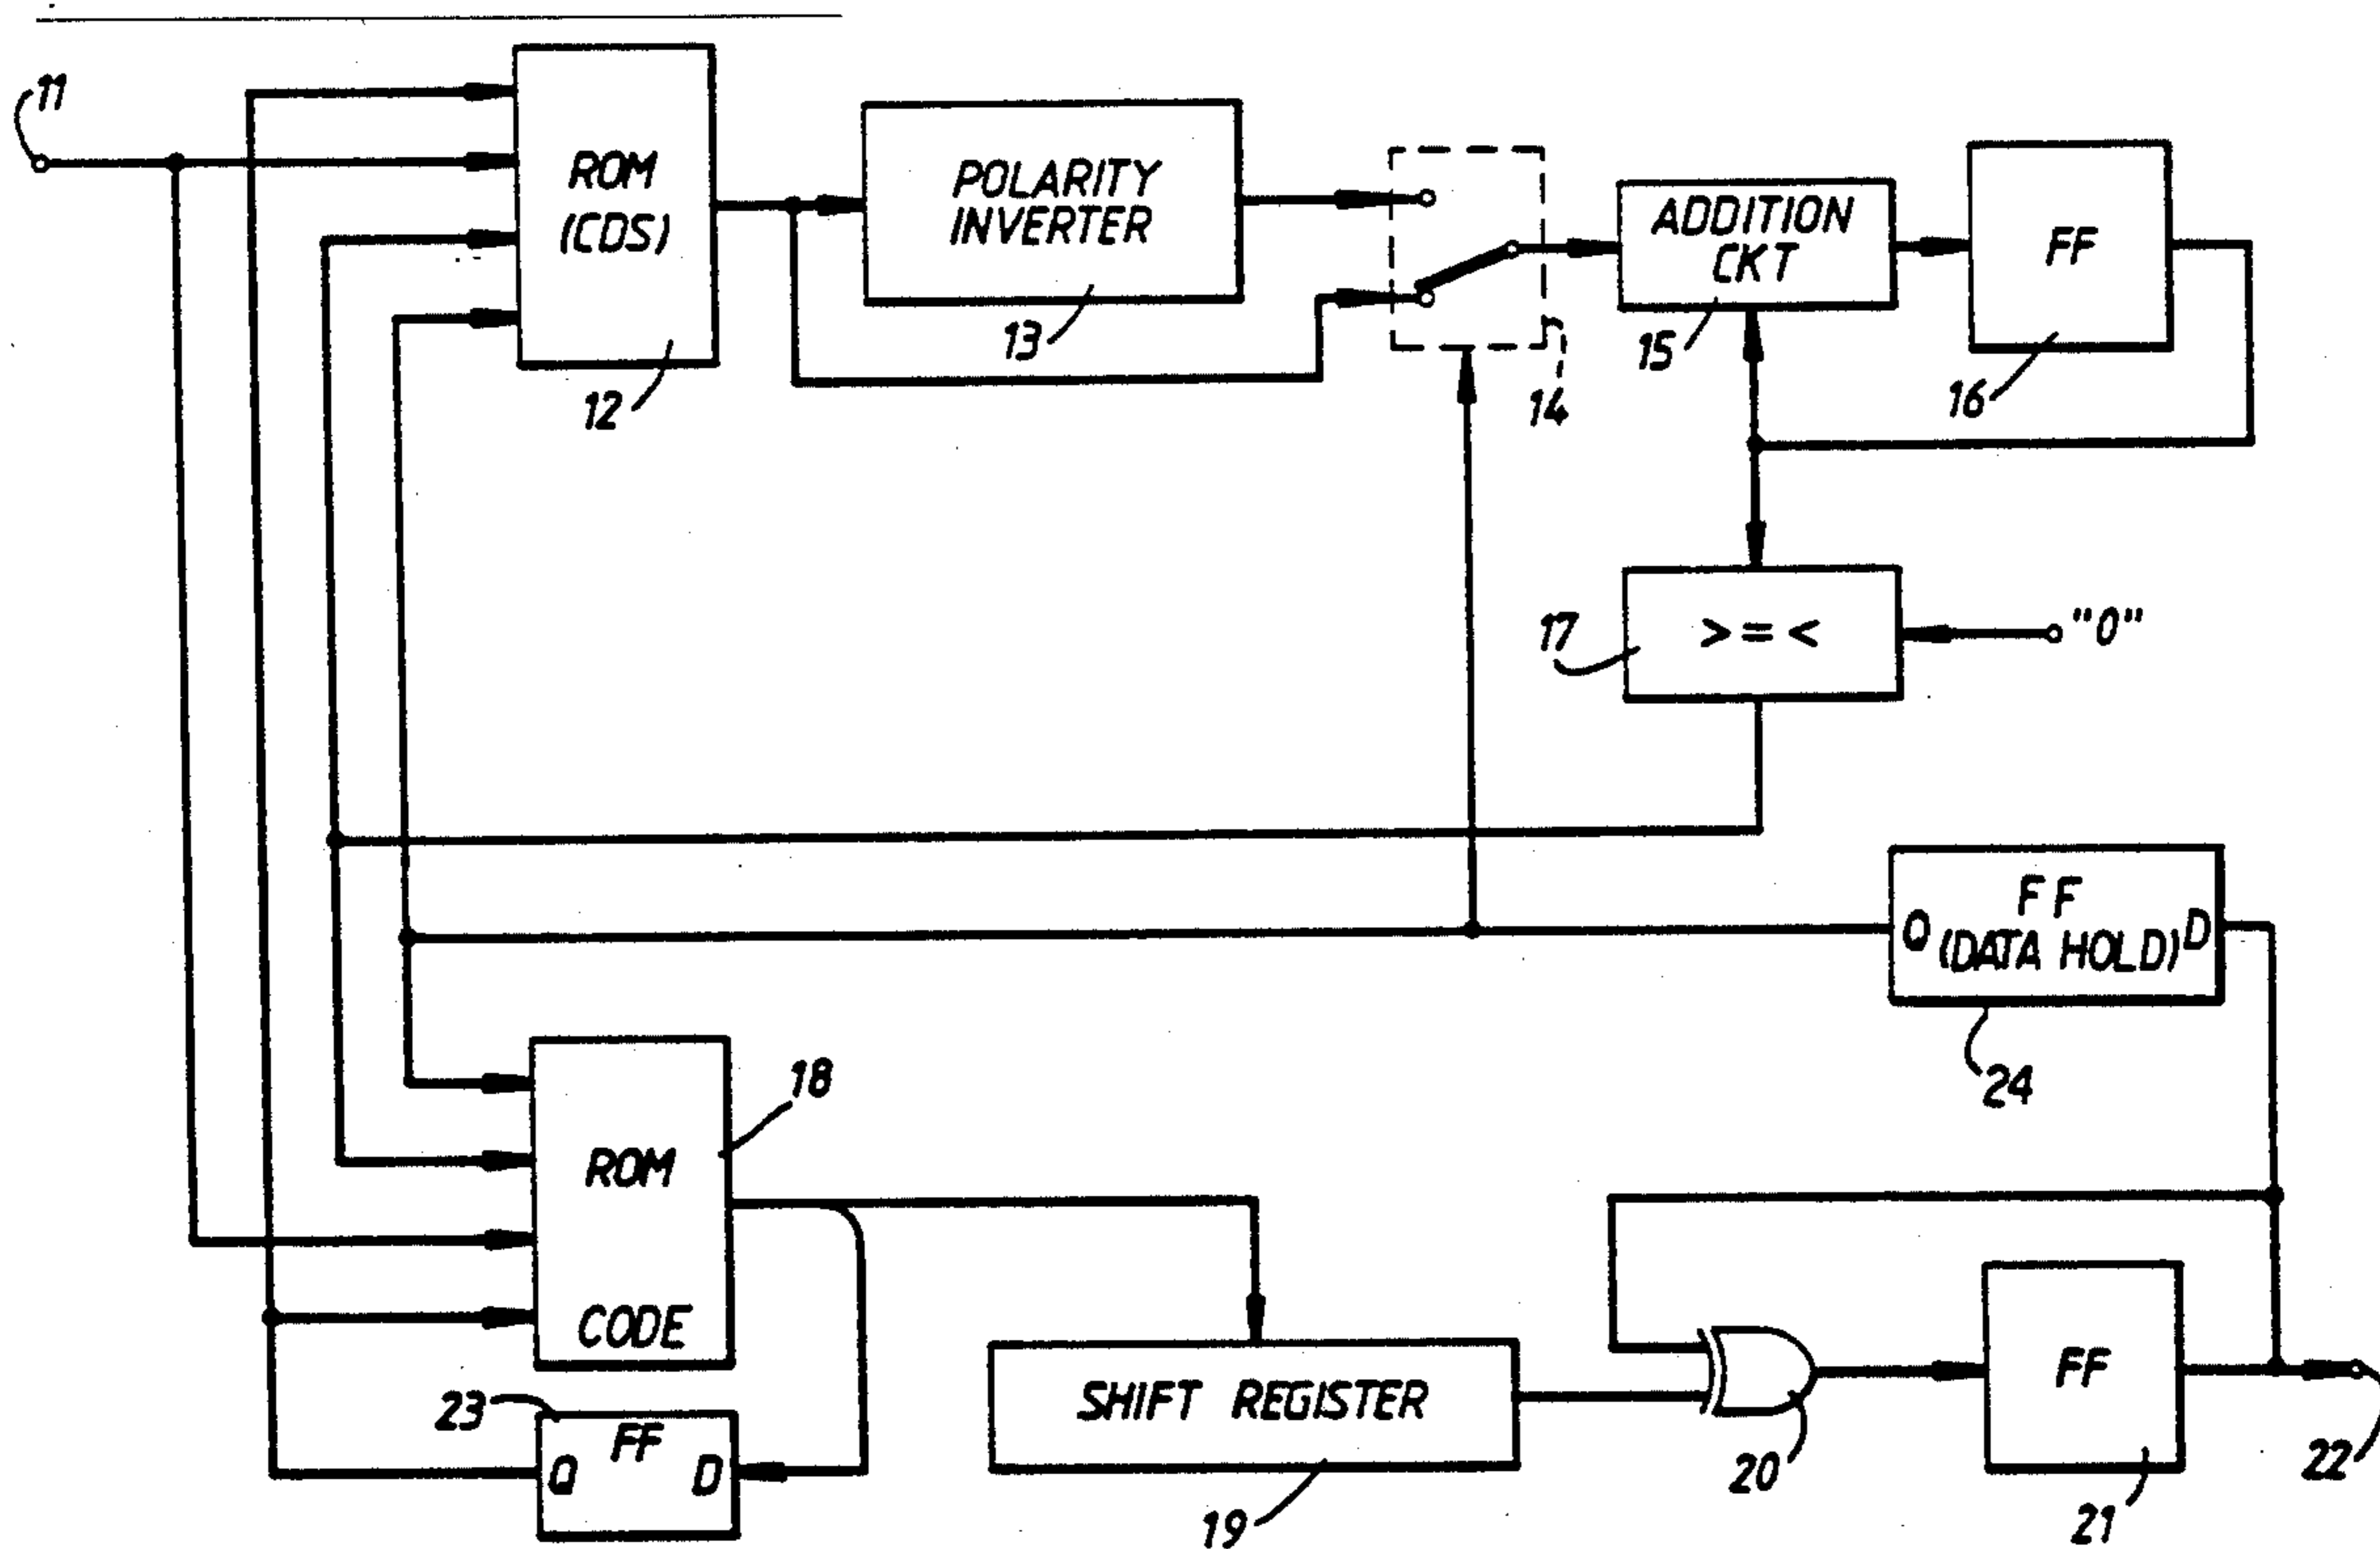 11
ROM
(CDS)
12
POLARITY
INVERTER
13
14
ADDITION
CKT
15
FF
16
17
> = <
"0"
FF
Q (DATA HOLD) D
24
ROM
CODE
18
23
FF
Q D
SHIFT REGISTER
19
20
FF
21
22